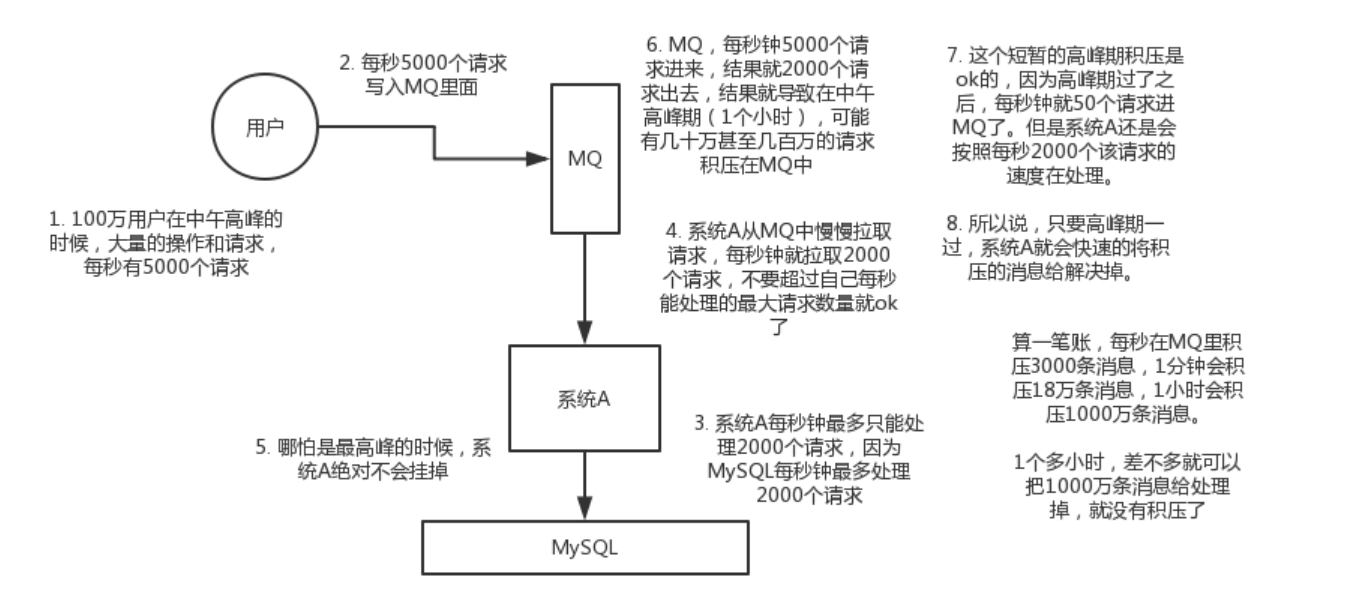 用户
1. 100万用户在中午高峰的
时候，大量的操作和请求，
每秒有5000个请求
2. 每秒5000个请求
写入MQ里面
MQ
6. MQ，每秒钟5000个请
求进来，结果就2000个请
求出去，结果就导致在中午
高峰期（1个小时），可能
有几十万甚至几百万的请求
积压在MQ中
7. 这个短暂的高峰期积压是
ok的，因为高峰期过了之
后，每秒钟就50个请求进
MQ了。但是系统A还是会
按照每秒2000个该请求的
速度在处理。
4. 系统A从MQ中慢慢拉取
请求，每秒钟就拉取2000
个请求，不要超过自己每秒
能处理的最大请求数量就ok
了
8. 所以说，只要高峰期一
过，系统A就会快速的将积
压的消息给解决掉。
系统A
算一笔账，每秒在MQ里积
压3000条消息，1分钟会积
压18万条消息，1小时会积
压1000万条消息。
5. 哪怕是最高峰的时候，系
统A绝对不会挂掉
3. 系统A每秒钟最多只能处
理2000个请求，因为
MySQL每秒钟最多处理
2000个请求
1个多小时，差不多就可以
把1000万条消息给处理
掉，就没有积压了
MySQL